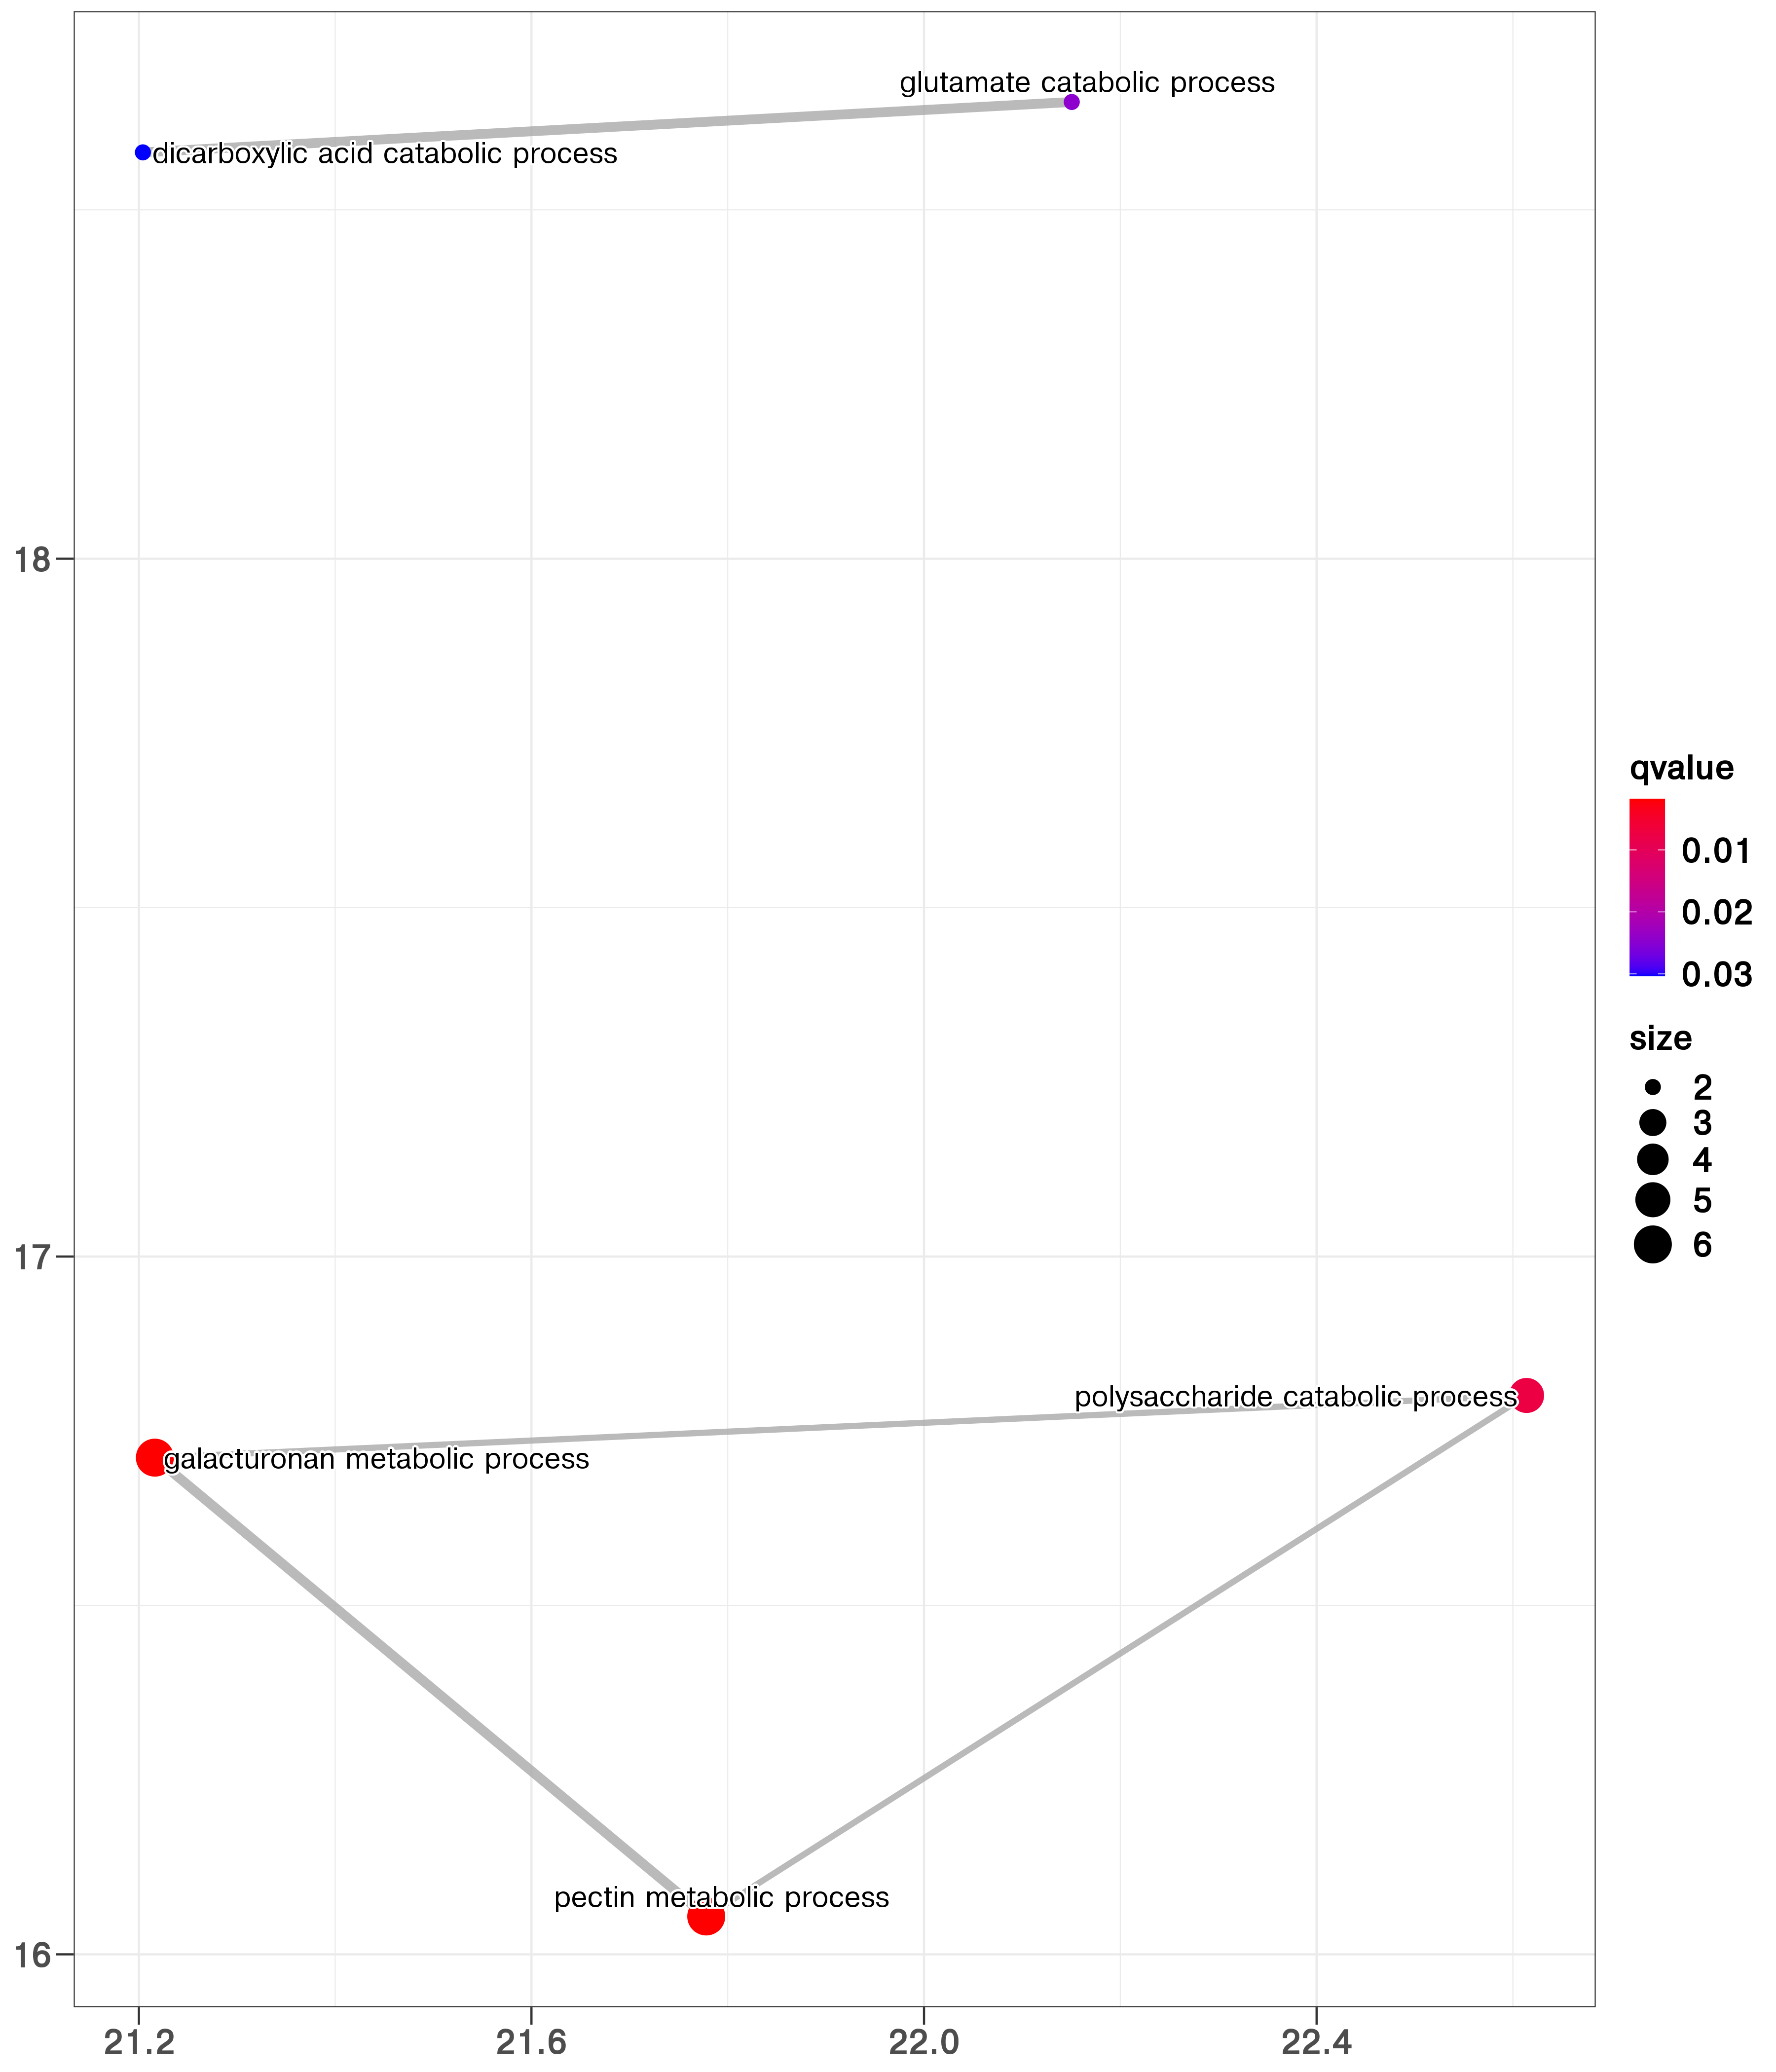 glutamate catabolic process
dicarboxylic acid catabolic process
18
17
polysaccharide catabolic process
galacturonan metabolic process
pectin metabolic process
16
21.2 21.6 22.0 22.4
qvalue
0.01
0.02
0.03
size
2
3
4
5
6